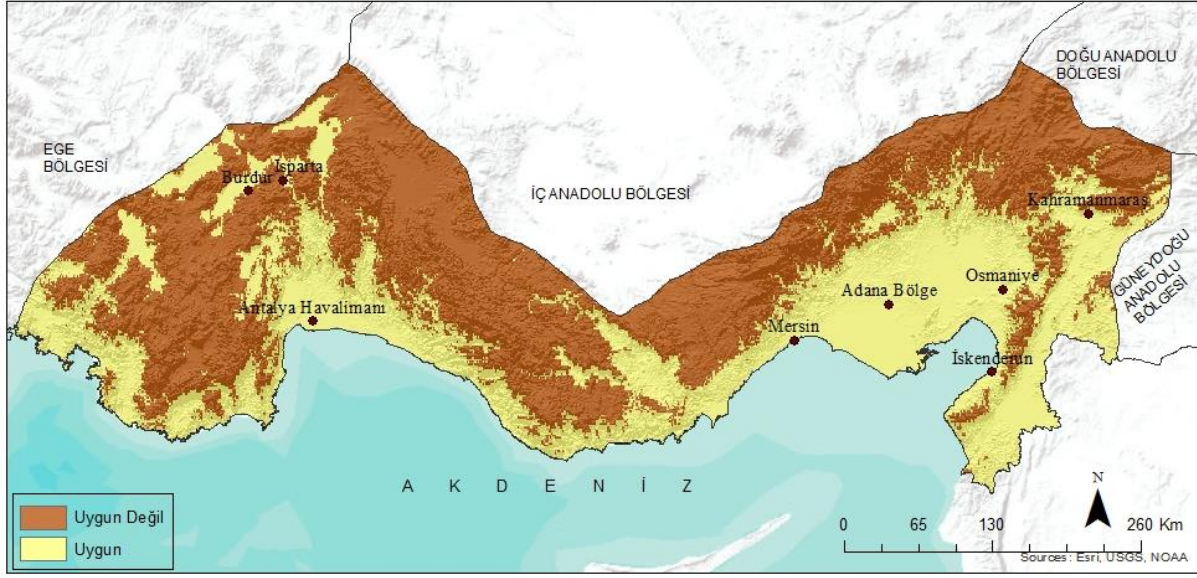 DOĞU ANADOLU
BÖLGESİ
EGE
BÖLGESİ
İÇ ANADOLU BÖLGESİ
GÜNEYDOĞU
ANADOLU
BÖLGESİ
Burdur
Isparta
Kahramanmaraş
Antalya Havalimanı
Adana Bölge
Osmaniye
Mersin
İskenderun
A K D E N İ Z
Uygun Değil
Uygun
N
0 65 130 260 Km
Sources: Esri, USGS, NOAA